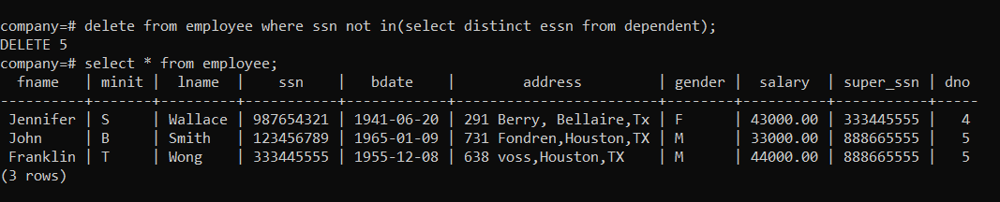 company=# delete from employee where ssn not in(select distinct essn from dependent);
DELETE 5
company=# select * from employee;
  fname   | minit |  lname  |    ssn    |   bdate    |       address       | gender |  salary  | super_ssn | dno
----------+-------+---------+-----------+------------+---------------------+--------+----------+-----------+-----
 Jennifer | S     | Wallace | 987654321 | 1941-06-20 | 291 Berry, Bellaire,Tx | F      | 43000.00 | 333445555 |   4
 John     | B     | Smith   | 123456789 | 1965-01-09 | 731 Fondren,Houston,TX | M      | 33000.00 | 888665555 |   5
 Franklin | T     | Wong    | 333445555 | 1955-12-08 | 638 voss,Houston,TX    | M      | 44000.00 | 888665555 |   5
(3 rows)